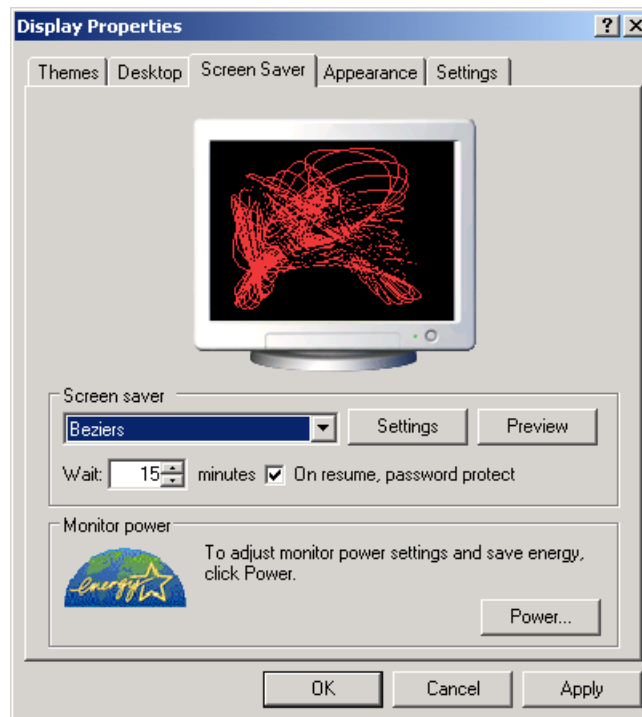 Display Properties
Themes Desktop Screen Saver Appearance Settings
Screen saver
Beziers Settings Preview
Wait: 15 minutes On resume, password protect
Monitor power
energy To adjust monitor power settings and save energy,
click Power.
Power...
OK Cancel Apply